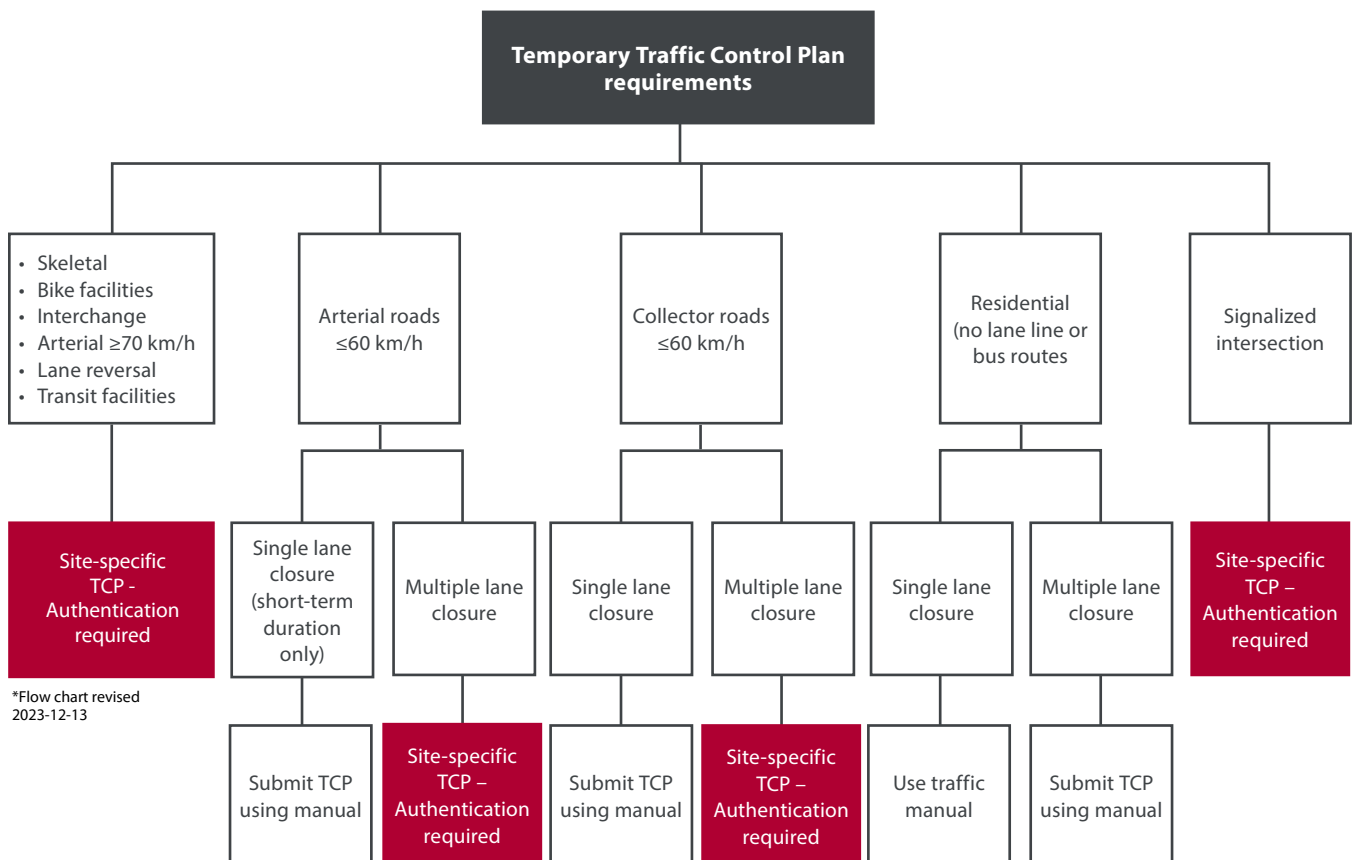 Temporary Traffic Control Plan
requirements
• Skeletal
• Bike facilities
• Interchange
• Arterial ≥70 km/h
• Lane reversal
• Transit facilities
Arterial roads
≤60 km/h
Collector roads
≤60 km/h
Residential
(no lane line or
bus routes
Signalized
intersection
Site-specific
TCP -
Authentication
required
Single lane
closure
(short-term
duration
only)
Multiple lane
closure
Single lane
closure
Multiple lane
closure
Single lane
closure
Multiple lane
closure
Site-specific
TCP –
Authentication
required
*Flow chart revised
2023-12-13
Submit TCP
using manual
Site-specific
TCP –
Authentication
required
Submit TCP
using manual
Site-specific
TCP –
Authentication
required
Use traffic
manual
Submit TCP
using manual